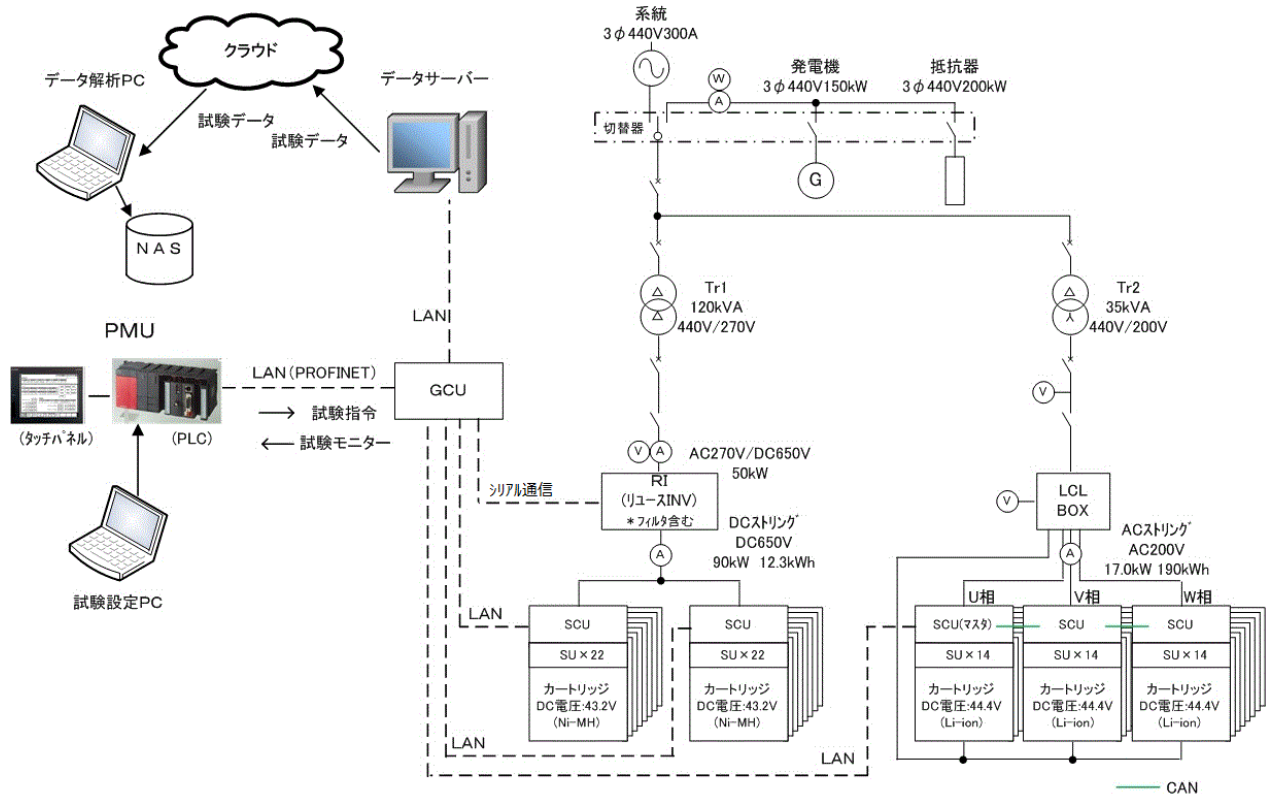 クラウド
データ解析PC
データサーバー
試験データ
試験データ
NAS
系統
3φ440V300A
W
A
発電機
3φ440V150kW
抵抗器
3φ440V200kW
切替器
G
Tr1
120kVA
440V/270V
Tr2
35kVA
440V/200V
LAN
PMU
LAN(PROFINET)
GCU
試験指令
試験モニター
(タッチパネル)
(PLC)
試験設定PC
シリアル通信
V
A
AC270V/DC650V
50kW
RI
(リユースINV)
*フィルタ含む
A
DCストリング
DC650V
90kW 12.3kWh
V
V
LCL
BOX
A
ACストリング
AC200V
17.0kW 190kWh
U相
V相
W相
LAN
SCU
SU×22
カートリッジ
DC電圧:43.2V
(Ni-MH)
SCU
SU×22
カートリッジ
DC電圧:43.2V
(Ni-MH)
SCU(マスタ)
SU×14
カートリッジ
DC電圧:44.4V
(Li-ion)
SCU
SU×14
カートリッジ
DC電圧:44.4V
(Li-ion)
SCU
SU×14
カートリッジ
DC電圧:44.4V
(Li-ion)
LAN
LAN
CAN